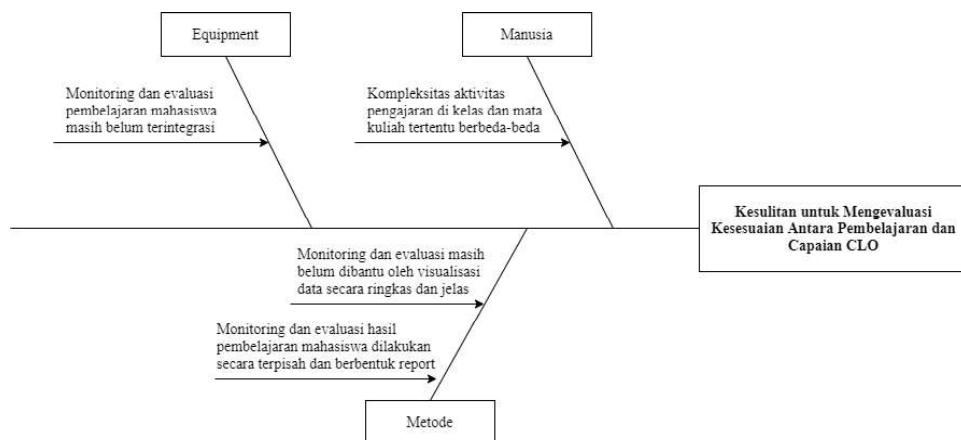 Equipment
Manusia
Monitoring dan evaluasi
pembelajaran mahasiswa
masih belum terintegrasi
Kompleksitas aktivitas
pengajaran di kelas dan mata
kuliah tertentu berbeda-beda
Kesulitan untuk Mengevaluasi
Kesesuaian Antara Pembelajaran dan
Capaian CLO
Monitoring dan evaluasi masih
belum dibantu oleh visualisasi
data secara ringkas dan jelas
Monitoring dan evaluasi hasil
pembelajaran mahasiswa dilakukan
secara terpisah dan berbentuk report
Metode